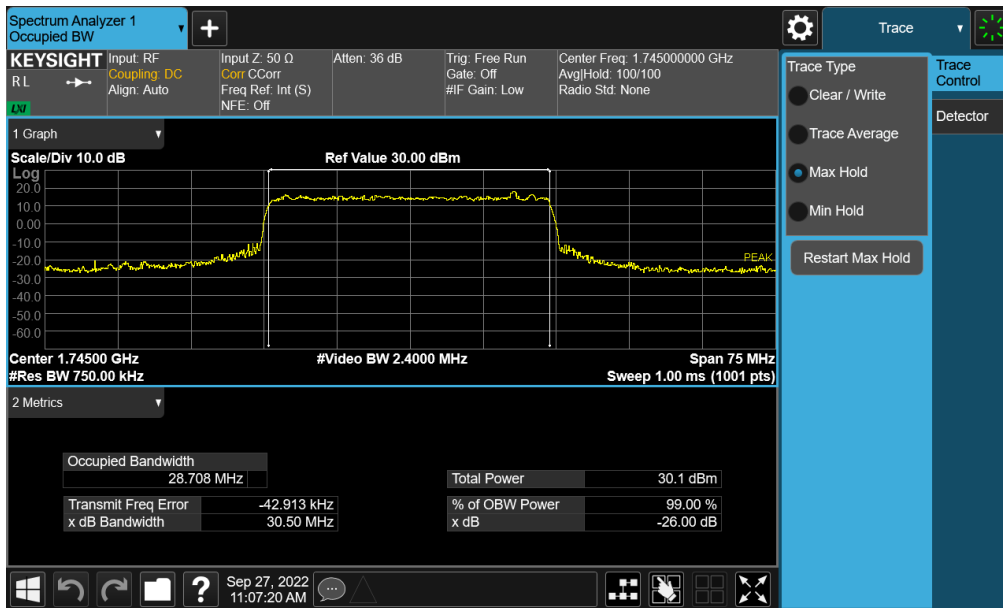 Spectrum Analyzer 1
Occupied BW
Trace
KEYSIGHT
R L
LXI
Input: RF
Coupling: DC
Align: Auto
Input Z: 50 Ω
Corr CCorr
Freq Ref: Int (S)
NFE: Off
Atten: 36 dB
Trig: Free Run
Gate: Off
#IF Gain: Low
Center Freq: 1.745000000 GHz
Avg|Hold: 100/100
Radio Std: None
Trace Type
Clear / Write
Trace Average
Max Hold
Min Hold
Restart Max Hold
Trace
Control
Detector
1 Graph
Scale/Div 10.0 dB
Ref Value 30.00 dBm
Log
20.0
10.0
0.00
-10.0
-20.0
-30.0
-40.0
-50.0
-60.0
PEAK
Center 1.74500 GHz
#Video BW 2.4000 MHz
Span 75 MHz
#Res BW 750.00 kHz
Sweep 1.00 ms (1001 pts)
2 Metrics
Occupied Bandwidth
28.708 MHz
Total Power 30.1 dBm
Transmit Freq Error -42.913 kHz
% of OBW Power 99.00 %
x dB Bandwidth 30.50 MHz
x dB -26.00 dB
?
Sep 27, 2022
11:07:20 AM